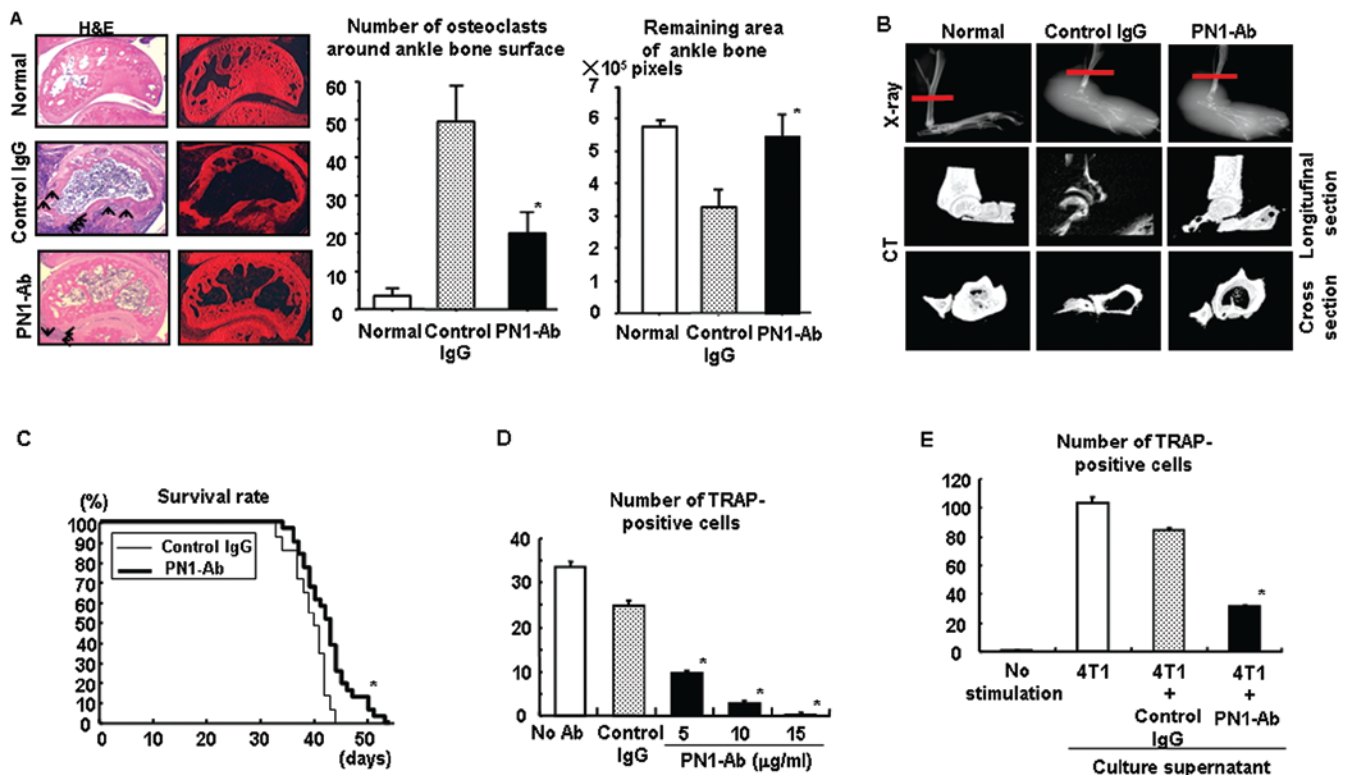 A
H&E
Normal
Control IgG
PN1-Ab
Number of osteoclasts
around ankle bone surface
60
50
40
30
20
10
0
Normal Control PN1-Ab
IgG
Remaining area
of ankle bone
×10⁵ pixels
7
6
5
4
3
2
1
0
Normal Control PN1-Ab
IgG
*
*
B
Normal
Control IgG
PN1-Ab
X-ray
CT
Longitufinal
section
Cross
section
C
(%)
Survival rate
100
90
80
70
60
50
40
30
20
10
0
Control IgG
PN1-Ab
*
0 10 20 30 40 50
(days)
D
Number of TRAP-
positive cells
40
30
20
10
0
*
*
*
No Ab
Control
IgG
5 10 15
PN1-Ab (μg/ml)
E
Number of TRAP-
positive cells
120
100
80
60
40
20
0
*
No
stimulation
4T1
4T1
+
Control
IgG
4T1
+
PN1-Ab
Culture supernatant